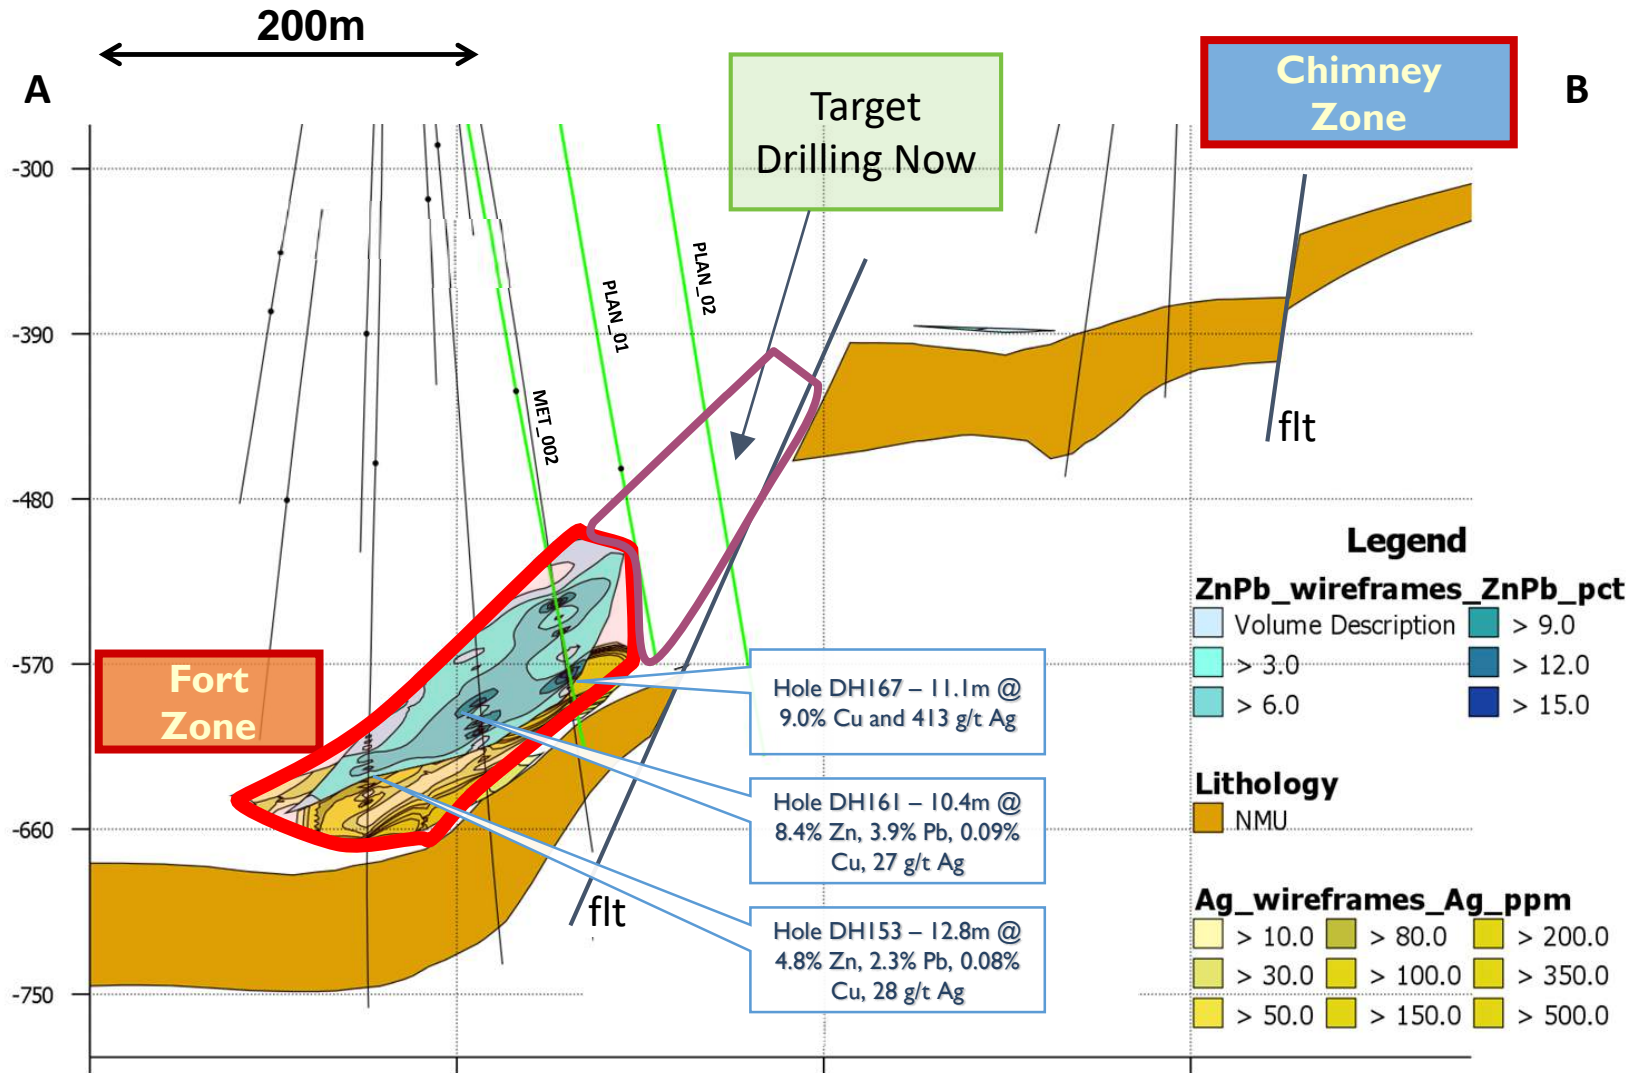 200m
A
Target
Drilling Now
Chimney
Zone
B
-300
-390
-480
-570
-660
-750
PLAN_02
PLAN_01
MET_002
flt
Fort
Zone
flt
Hole DH167 – 11.1m @
9.0% Cu and 413 g/t Ag
Hole DH161 – 10.4m @
8.4% Zn, 3.9% Pb, 0.09%
Cu, 27 g/t Ag
Hole DH153 – 12.8m @
4.8% Zn, 2.3% Pb, 0.08%
Cu, 28 g/t Ag
Legend
ZnPb_wireframes_ZnPb_pct
Volume Description
> 9.0
> 3.0
> 12.0
> 6.0
> 15.0
Lithology
NMU
Ag_wireframes_Ag_ppm
> 10.0
> 80.0
> 200.0
> 30.0
> 100.0
> 350.0
> 50.0
> 150.0
> 500.0